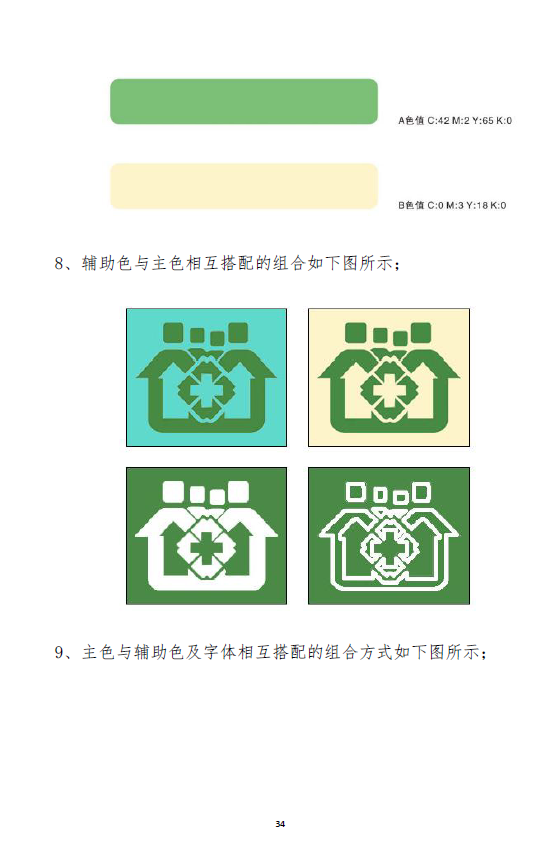 A色值 C:42 M:2 Y:65 K:0
B色值 C:0 M:3 Y:18 K:0
8、辅助色与主色相互搭配的组合如下图所示；
9、主色与辅助色及字体相互搭配的组合方式如下图所示；
34